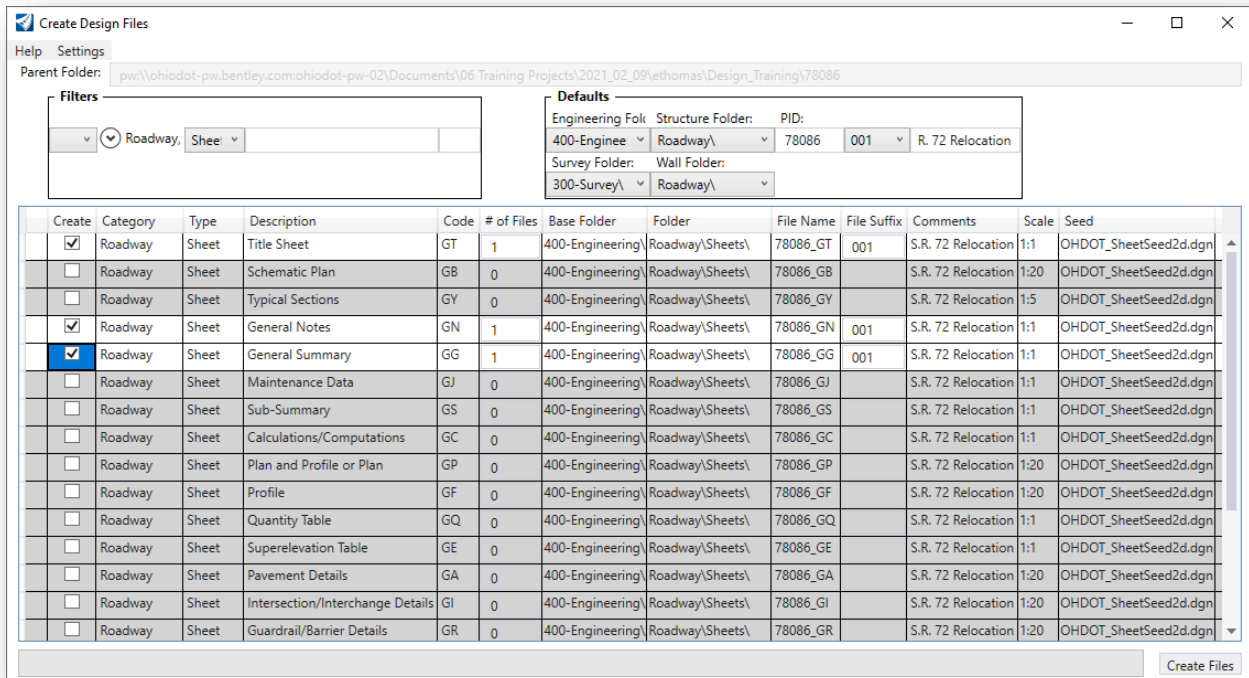 Create Design Files
Help Settings
Parent Folder: pw:\\ohiodot-pw.bentley.com:ohiodot-pw-02\Documents\06 Training Projects\2021_02_09\ethomas\Design_Training\78086
Filters
Roadway, Shee
Defaults
Engineering Fok Structure Folder: PID:
400-Enginee Roadway\ 78086 001 R. 72 Relocation
Survey Folder: Wall Folder:
300-Survey\ Roadway\
Create Category Type Description Code # of Files Base Folder Folder File Name File Suffix Comments Scale Seed
Roadway Sheet Title Sheet GT 1 400-Engineering\ Roadway\Sheets\ 78086_GT 001 S.R. 72 Relocation 1:1 OHDOT_SheetSeed2d.dgn
Roadway Sheet Schematic Plan GB 0 400-Engineering\ Roadway\Sheets\ 78086_GB S.R. 72 Relocation 1:20 OHDOT_SheetSeed2d.dgn
Roadway Sheet Typical Sections GY 0 400-Engineering\ Roadway\Sheets\ 78086_GY S.R. 72 Relocation 1:5 OHDOT_SheetSeed2d.dgn
Roadway Sheet General Notes GN 1 400-Engineering\ Roadway\Sheets\ 78086_GN 001 S.R. 72 Relocation 1:1 OHDOT_SheetSeed2d.dgn
Roadway Sheet General Summary GG 1 400-Engineering\ Roadway\Sheets\ 78086_GG 001 S.R. 72 Relocation 1:1 OHDOT_SheetSeed2d.dgn
Roadway Sheet Maintenance Data GJ 0 400-Engineering\ Roadway\Sheets\ 78086_GJ S.R. 72 Relocation 1:1 OHDOT_SheetSeed2d.dgn
Roadway Sheet Sub-Summary GS 0 400-Engineering\ Roadway\Sheets\ 78086_GS S.R. 72 Relocation 1:1 OHDOT_SheetSeed2d.dgn
Roadway Sheet Calculations/Computations GC 0 400-Engineering\ Roadway\Sheets\ 78086_GC S.R. 72 Relocation 1:1 OHDOT_SheetSeed2d.dgn
Roadway Sheet Plan and Profile or Plan GP 0 400-Engineering\ Roadway\Sheets\ 78086_GP S.R. 72 Relocation 1:20 OHDOT_SheetSeed2d.dgn
Roadway Sheet Profile GF 0 400-Engineering\ Roadway\Sheets\ 78086_GF S.R. 72 Relocation 1:20 OHDOT_SheetSeed2d.dgn
Roadway Sheet Quantity Table GQ 0 400-Engineering\ Roadway\Sheets\ 78086_GQ S.R. 72 Relocation 1:1 OHDOT_SheetSeed2d.dgn
Roadway Sheet Superelevation Table GE 0 400-Engineering\ Roadway\Sheets\ 78086_GE S.R. 72 Relocation 1:1 OHDOT_SheetSeed2d.dgn
Roadway Sheet Pavement Details GA 0 400-Engineering\ Roadway\Sheets\ 78086_GA S.R. 72 Relocation 1:20 OHDOT_SheetSeed2d.dgn
Roadway Sheet Intersection/Interchange Details GI 0 400-Engineering\ Roadway\Sheets\ 78086_GI S.R. 72 Relocation 1:20 OHDOT_SheetSeed2d.dgn
Roadway Sheet Guardrail/Barrier Details GR 0 400-Engineering\ Roadway\Sheets\ 78086_GR S.R. 72 Relocation 1:20 OHDOT_SheetSeed2d.dgn
Create Files